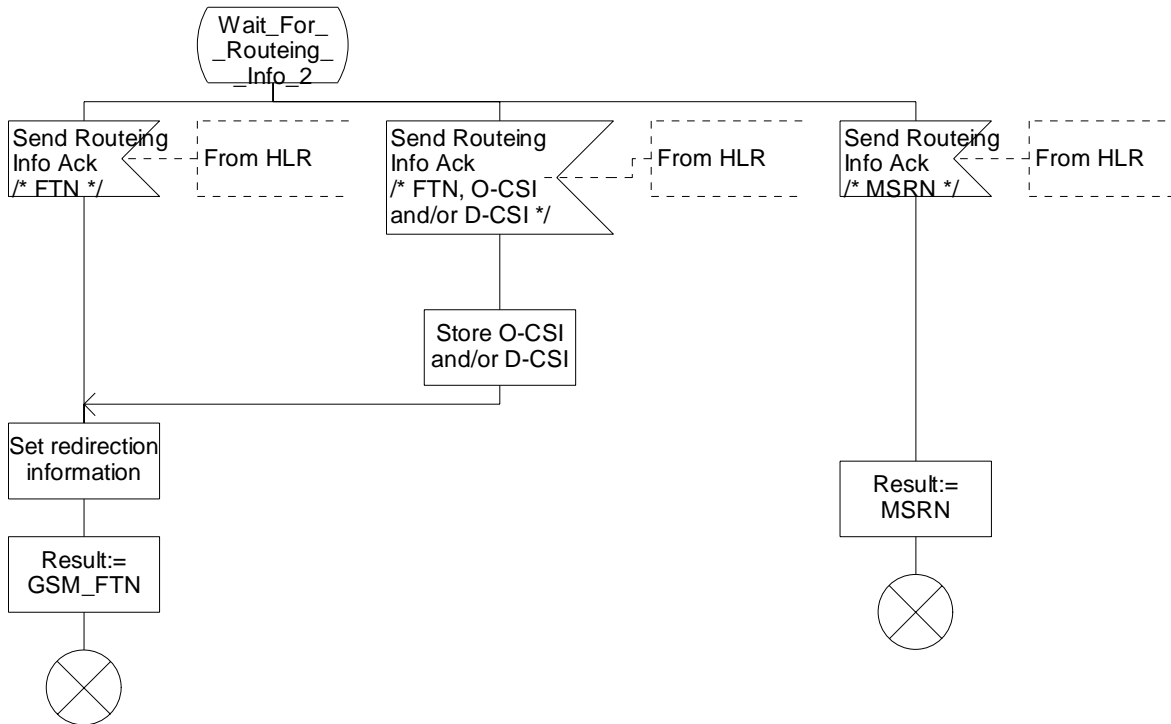 Wait_For_
_Routeing_
_Info_2
Send Routeing
Info Ack
/* FTN */
From HLR
Send Routeing
Info Ack
/* FTN, O-CSI
and/or D-CSI */
From HLR
Send Routeing
Info Ack
/* MSRN */
From HLR
Store O-CSI
and/or D-CSI
Set redirection
information
Result:=
MSRN
Result:=
GSM_FTN